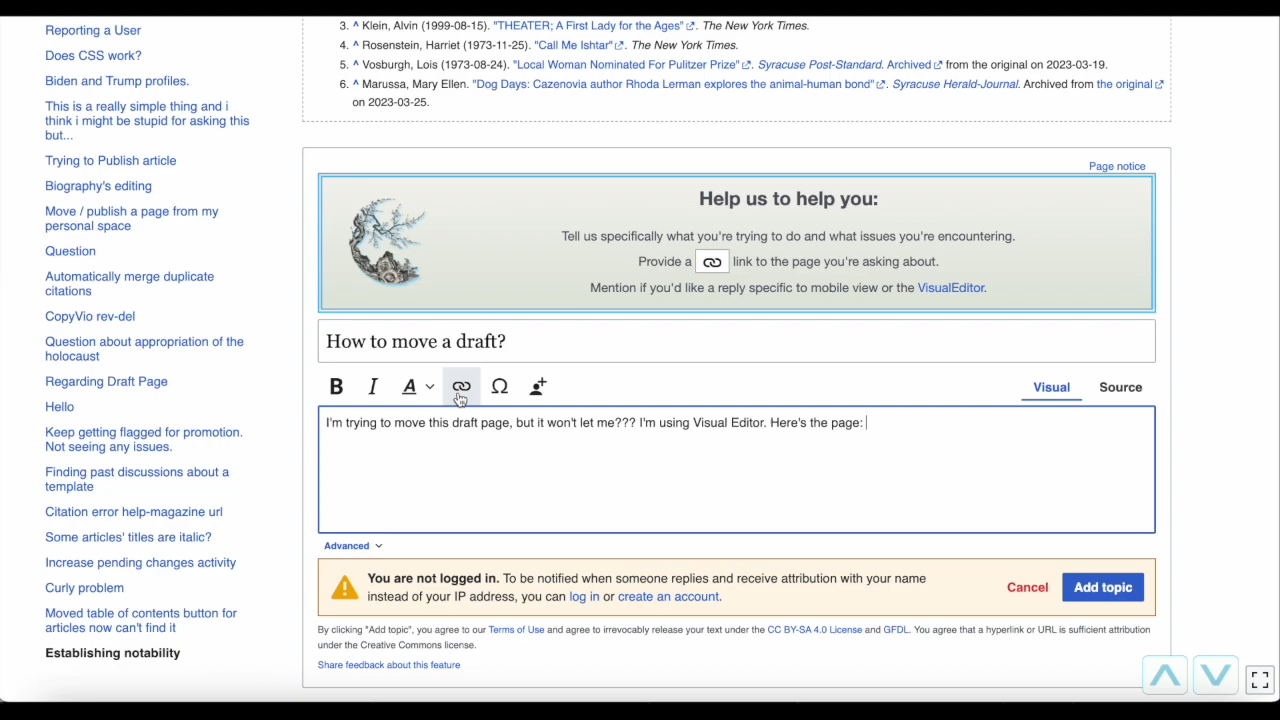 Reporting a User
Does CSS work?
Biden and Trump profiles.
This is a really simple thing and i
think i might be stupid for asking this
but...
Trying to Publish article
Biography's editing
Move / publish a page from my
personal space
Question
Automatically merge duplicate
citations
CopyVio rev-del
Question about appropriation of the
holocaust
Regarding Draft Page
Hello
Keep getting flagged for promotion.
Not seeing any issues.
Finding past discussions about a
template
Citation error help-magazine url
Some articles' titles are italic?
Increase pending changes activity
Curly problem
Moved table of contents button for
articles now can't find it
Establishing notability
3. ^ Klein, Alvin (1999-08-15). "THEATER; A First Lady for the Ages". The New York Times.
4. ^ Rosenstein, Harriet (1973-11-25). "Call Me Ishtar". The New York Times.
5. ^ Vosburgh, Lois (1973-08-24). "Local Woman Nominated For Pulitzer Prize". Syracuse Post-Standard. Archived from the original on 2023-03-19.
6. ^ Marussa, Mary Ellen. "Dog Days: Cazenovia author Rhoda Lerman explores the animal-human bond". Syracuse Herald-Journal. Archived from the original
on 2023-03-25.
Page notice
Help us to help you:
Tell us specifically what you're trying to do and what issues you're encountering.
Provide a link to the page you're asking about.
Mention if you'd like a reply specific to mobile view or the VisualEditor.
How to move a draft?
B I A Ω Visual Source
I'm trying to move this draft page, but it won't let me??? I'm using Visual Editor. Here's the page:
Advanced
You are not logged in. To be notified when someone replies and receive attribution with your name
instead of your IP address, you can log in or create an account.
Cancel Add topic
By clicking "Add topic", you agree to our Terms of Use and agree to irrevocably release your text under the CC BY-SA 4.0 License and GFDL. You agree that a hyperlink or URL is sufficient attribution
under the Creative Commons license.
Share feedback about this feature